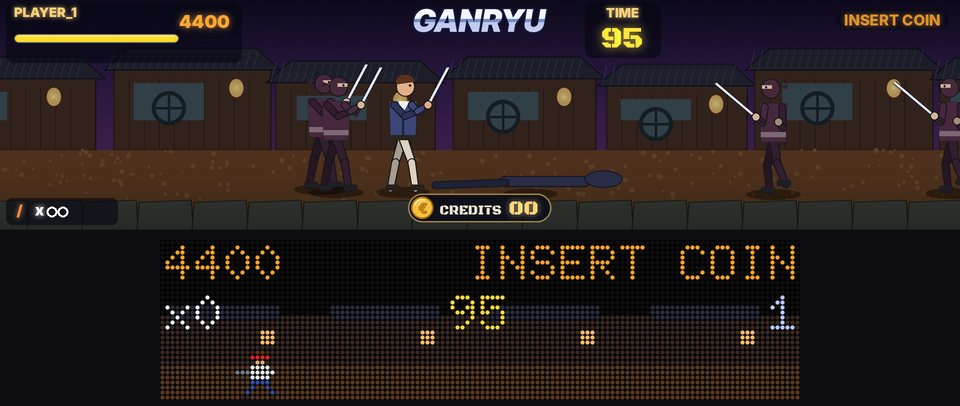 PLAYER_1
4400
GANRYU
TIME
95
INSERT COIN
/ x∞
€ CREDITS 00
4400 INSERT COIN
x0 95 1